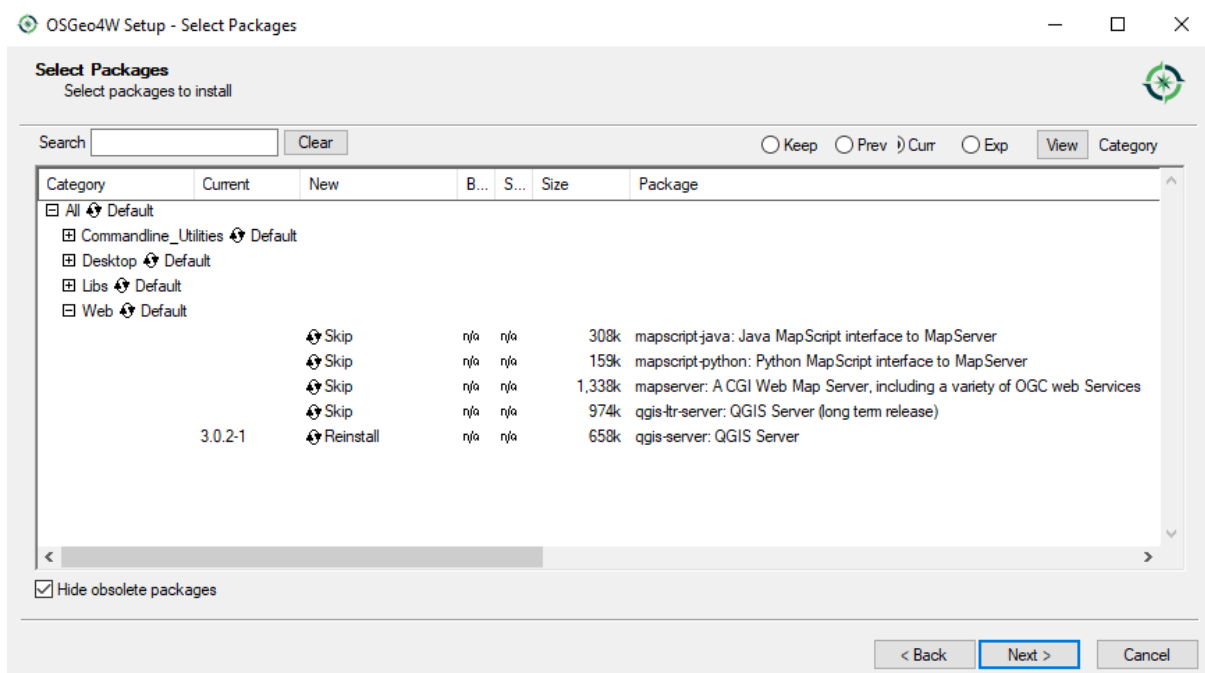 OSGeo4W Setup - Select Packages
Select Packages
Select packages to install
Search Clear Keep Prev Curr Exp View Category
Category Current New B... S... Size Package
All Default
Commandline_Utilities Default
Desktop Default
Libs Default
Web Default
Skip n/a n/a 308k mapscript-java: Java MapScript interface to MapServer
Skip n/a n/a 159k mapscript-python: Python MapScript interface to MapServer
Skip n/a n/a 1,338k mapserver: A CGI Web Map Server, including a variety of OGC web Services
Skip n/a n/a 974k qgis-ltr-server: QGIS Server (long term release)
3.0.2-1 Reinstall n/a n/a 658k qgis-server: QGIS Server
Hide obsolete packages
< Back Next > Cancel